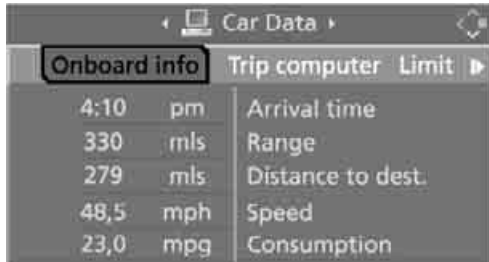 Car Data
Onboard info Trip computer Limit
4:10 pm Arrival time
330 mls Range
279 mls Distance to dest.
48,5 mph Speed
23,0 mpg Consumption